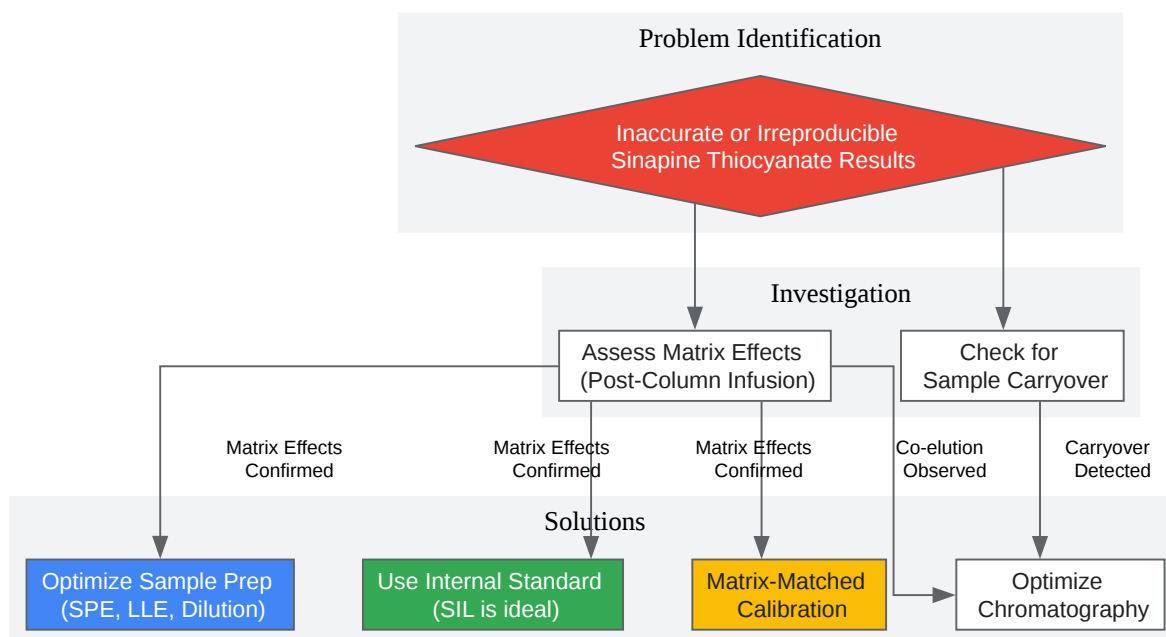 Problem Identification
Inaccurate or Irreproducible
Sinapine Thiocyanate Results
Investigation
Assess Matrix Effects
(Post-Column Infusion)
Check for
Sample Carryover
Matrix Effects
Confirmed
Matrix Effects
Confirmed
Matrix Effects
Confirmed
Co-elution
Observed
Carryover
Detected
Solutions
Optimize Sample Prep
(SPE, LLE, Dilution)
Use Internal Standard
(SIL is ideal)
Matrix-Matched
Calibration
Optimize
Chromatography